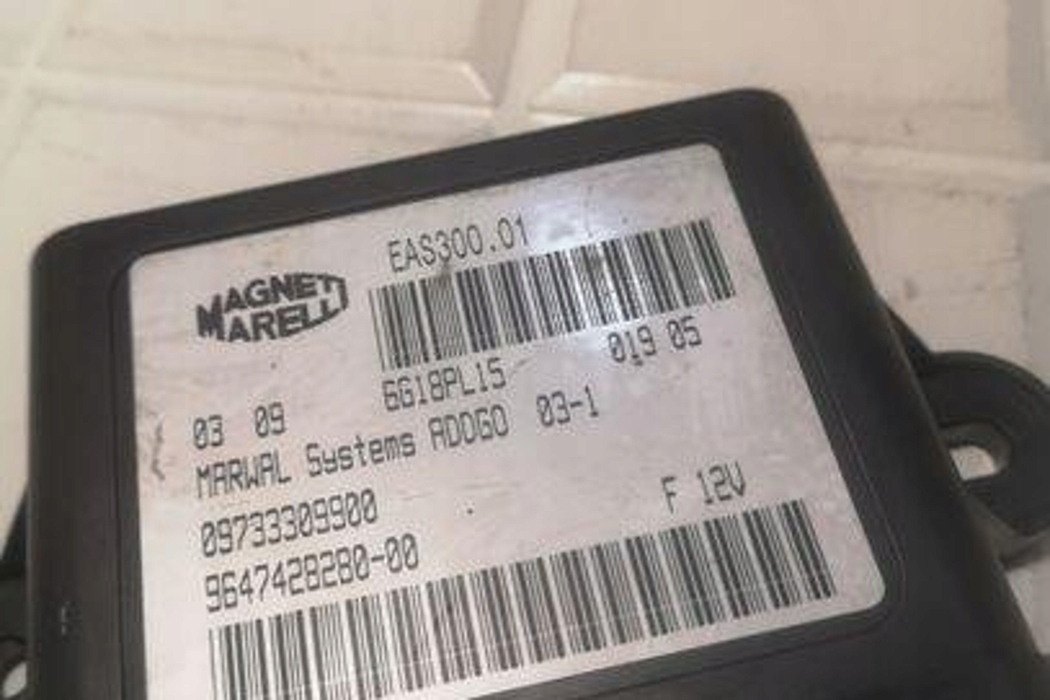 EAS300.01
MAGNETI
MARELLI
6G18PL15 019 05
03 09
MARWAL Systems ADDGO 03-1
09733309900
F 12V
9647428280-00